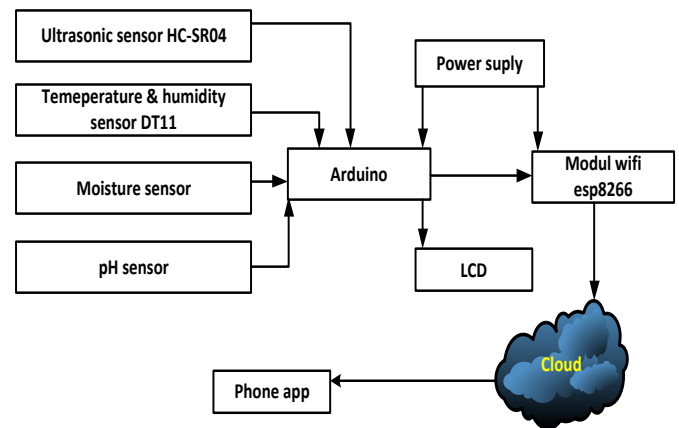 Ultrasonic sensor HC-SR04
Power suply
Temeperature & humidity
sensor DT11
Arduino
Modul wifi
esp8266
Moisture sensor
pH sensor
LCD
Cloud
Phone app